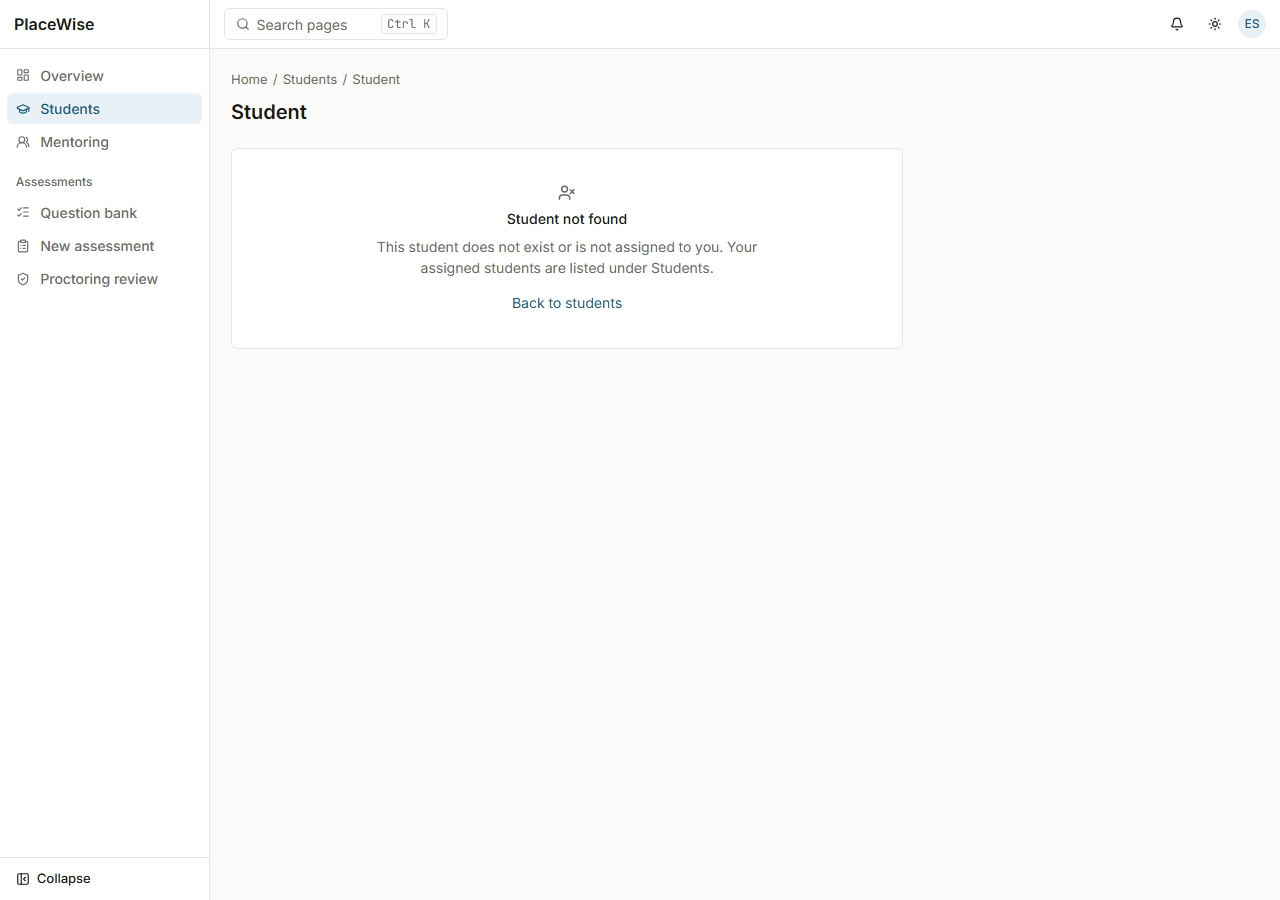 PlaceWise
Search pages
Ctrl K
ES
Overview
Students
Mentoring
Assessments
Question bank
New assessment
Proctoring review
Collapse
Home / Students / Student
Student
Student not found
This student does not exist or is not assigned to you. Your
assigned students are listed under Students.
Back to students